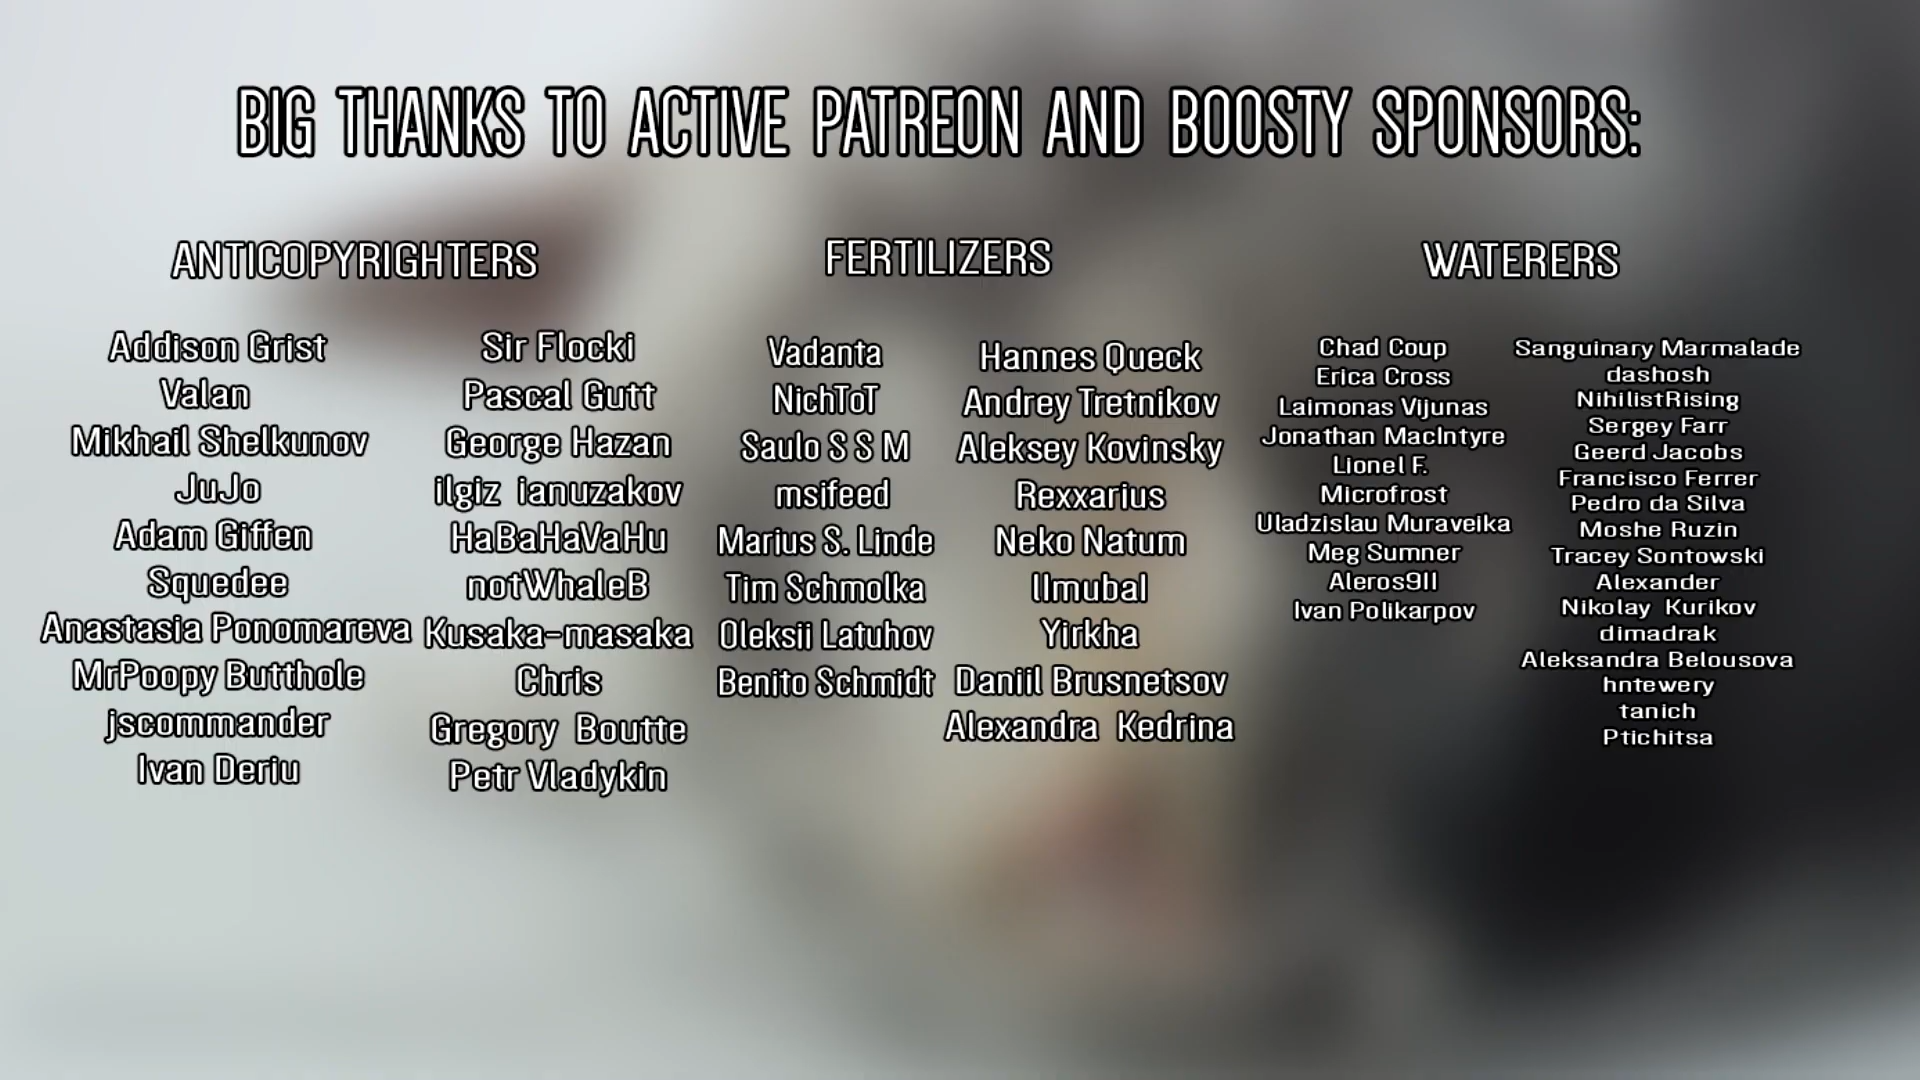 BIG THANKS TO ACTIVE PATREON AND BOOSTY SPONSORS:
ANTICOPYRIGHTERS
Addison Grist
Valan
Mikhail Shelkunov
JuJo
Adam Giffen
Squedee
Anastasia Ponomareva
MrPoopy Butthole
jscommander
Ivan Deriu
Sir Flocki
Pascal Gutt
George Hazan
ilgiz ianuzakov
HaBaHaVaHu
notWhaleB
Kusaka-masaka
Chris
Gregory Boutte
Petr Vladykin
FERTILIZERS
Vadanta
NichToT
Saulo S S M
msifeed
Marius S. Linde
Tim Schmolka
Oleksii Latuhov
Benito Schmidt
Hannes Queck
Andrey Tretnikov
Aleksey Kovinsky
Rexxarius
Neko Natum
llmubal
Yirkha
Daniil Brusnetsov
Alexandra Kedrina
WATERERS
Chad Coup
Erica Cross
Laimonas Vijunas
Jonathan MacIntyre
Lionel F.
Microfrost
Uladzislau Muraveika
Meg Sumner
Aleros911
Ivan Polikarpov
Sanguinary Marmalade
dashosh
NihilistRising
Sergey Farr
Geerd Jacobs
Francisco Ferrer
Pedro da Silva
Moshe Ruzin
Tracey Sontowski
Alexander
Nikolay Kurikov
dimadrak
Aleksandra Belousova
hntewery
tanich
Ptichitsa